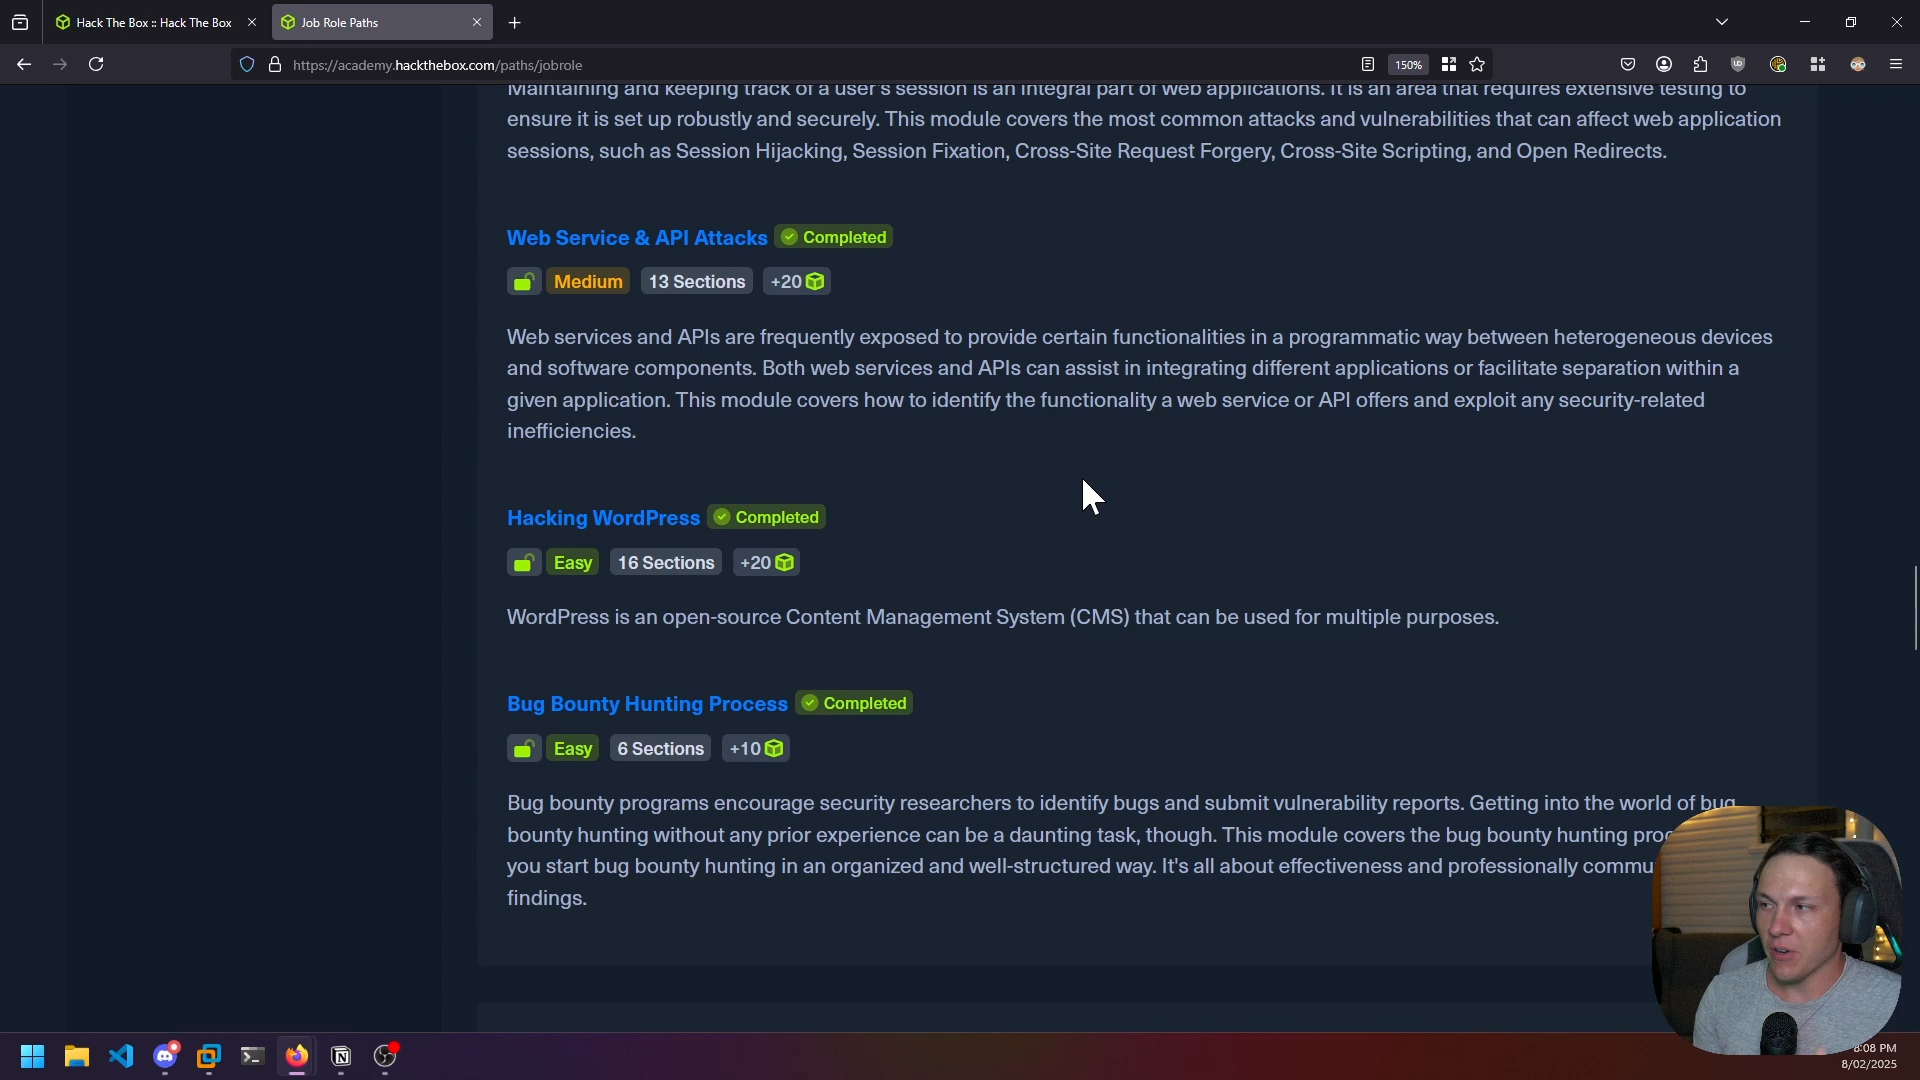 Hack The Box :: Hack The Box
Job Role Paths
https://academy.hackthebox.com/paths/jobrole
150%
Maintaining and keeping track of a user's session is an integral part of web applications. It is an area that requires extensive testing to
ensure it is set up robustly and securely. This module covers the most common attacks and vulnerabilities that can affect web application
sessions, such as Session Hijacking, Session Fixation, Cross-Site Request Forgery, Cross-Site Scripting, and Open Redirects.
Web Service & API Attacks Completed
Medium 13 Sections +20
Web services and APIs are frequently exposed to provide certain functionalities in a programmatic way between heterogeneous devices
and software components. Both web services and APIs can assist in integrating different applications or facilitate separation within a
given application. This module covers how to identify the functionality a web service or API offers and exploit any security-related
inefficiencies.
Hacking WordPress Completed
Easy 16 Sections +20
WordPress is an open-source Content Management System (CMS) that can be used for multiple purposes.
Bug Bounty Hunting Process Completed
Easy 6 Sections +10
Bug bounty programs encourage security researchers to identify bugs and submit vulnerability reports. Getting into the world of bug
bounty hunting without any prior experience can be a daunting task, though. This module covers the bug bounty hunting
you start bug bounty hunting in an organized and well-structured way. It's all about effectiveness and professionally
findings.
8:08 PM
8/02/2025